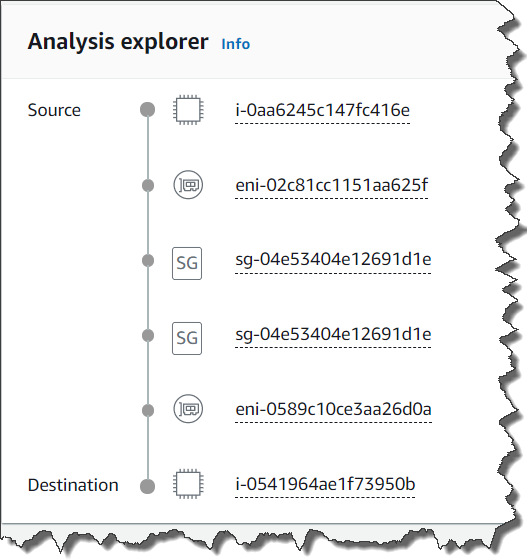 Analysis explorer Info
Source i-0aa6245c147fc416e
eni-02c81cc1151aa625f
SG sg-04e53404e12691d1e
SG sg-04e53404e12691d1e
eni-0589c10ce3aa26d0a
Destination i-0541964ae1f73950b